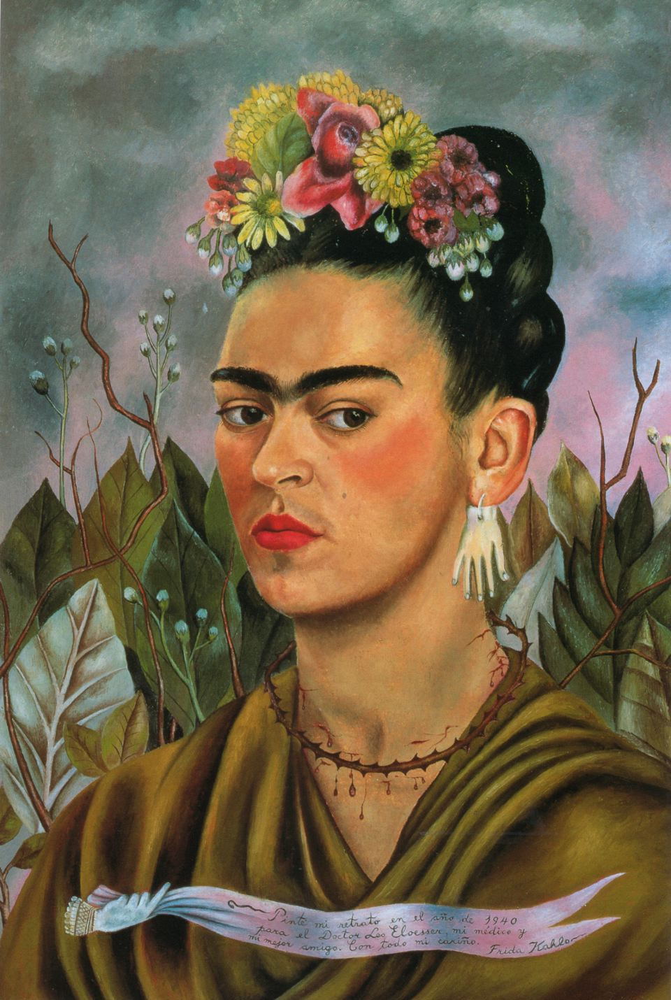 Pinté mi retrato en el año de 1940
para el Doctor Leo Eloesser, mi médico y
mi mejor amigo. Con todo mi cariño.
Frida Kahlo